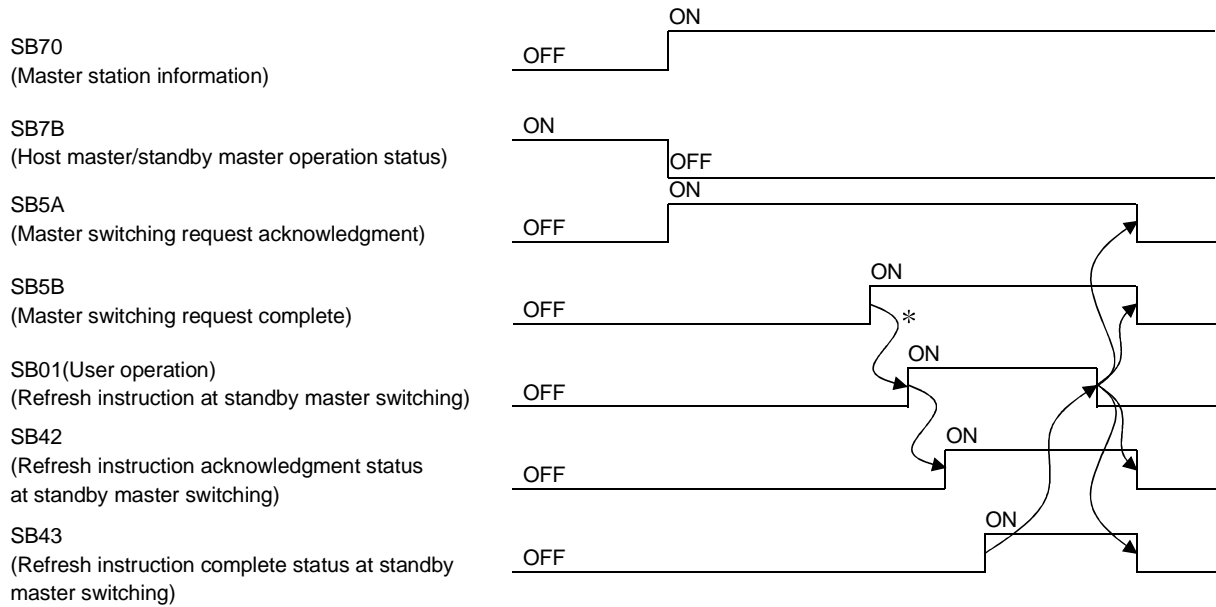 ON
SB70
OFF
(Master station information)
SB7B
ON
(Host master/standby master operation status)
OFF
ON
SB5A
OFF
(Master switching request acknowledgment)
ON
SB5B
OFF
(Master switching request complete)
*
ON
SB01(User operation)
OFF
(Refresh instruction at standby master switching)
SB42
ON
(Refresh instruction acknowledgment status
OFF
at standby master switching)
ON
SB43
OFF
(Refresh instruction complete status at standby
master switching)